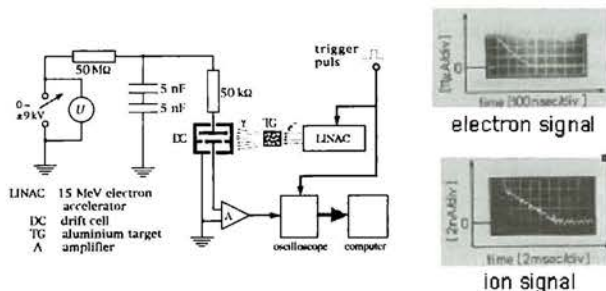 50 MΩ
0 –
±9 kV
U
5 nF
5 nF
50 kΩ
DC
γ
TG
e⁻
LINAC
trigger
puls
A
oscilloscope
computer
LINAC 15 MeV electron
accelerator
DC drift cell
TG aluminium target
A amplifier
0
time [100nsec/div]
electron signal
[2nA/div]
0
time [2msec/div]
ion signal